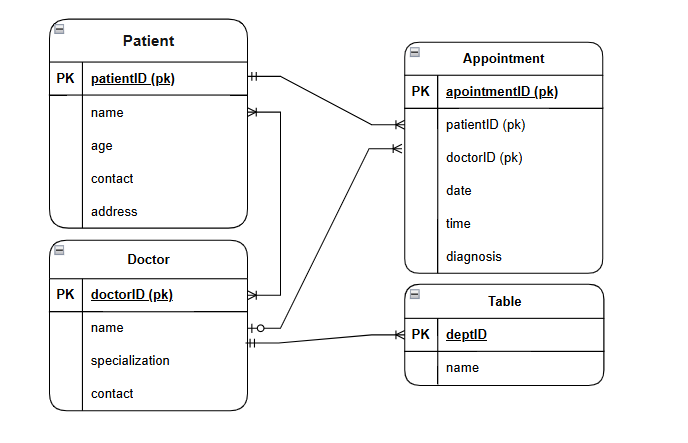 Patient
PK patientID (pk)
name
age
contact
address
Doctor
PK doctorID (pk)
name
specialization
contact
Appointment
PK apointmentID (pk)
patientID (pk)
doctorID (pk)
date
time
diagnosis
Table
PK deptID
name